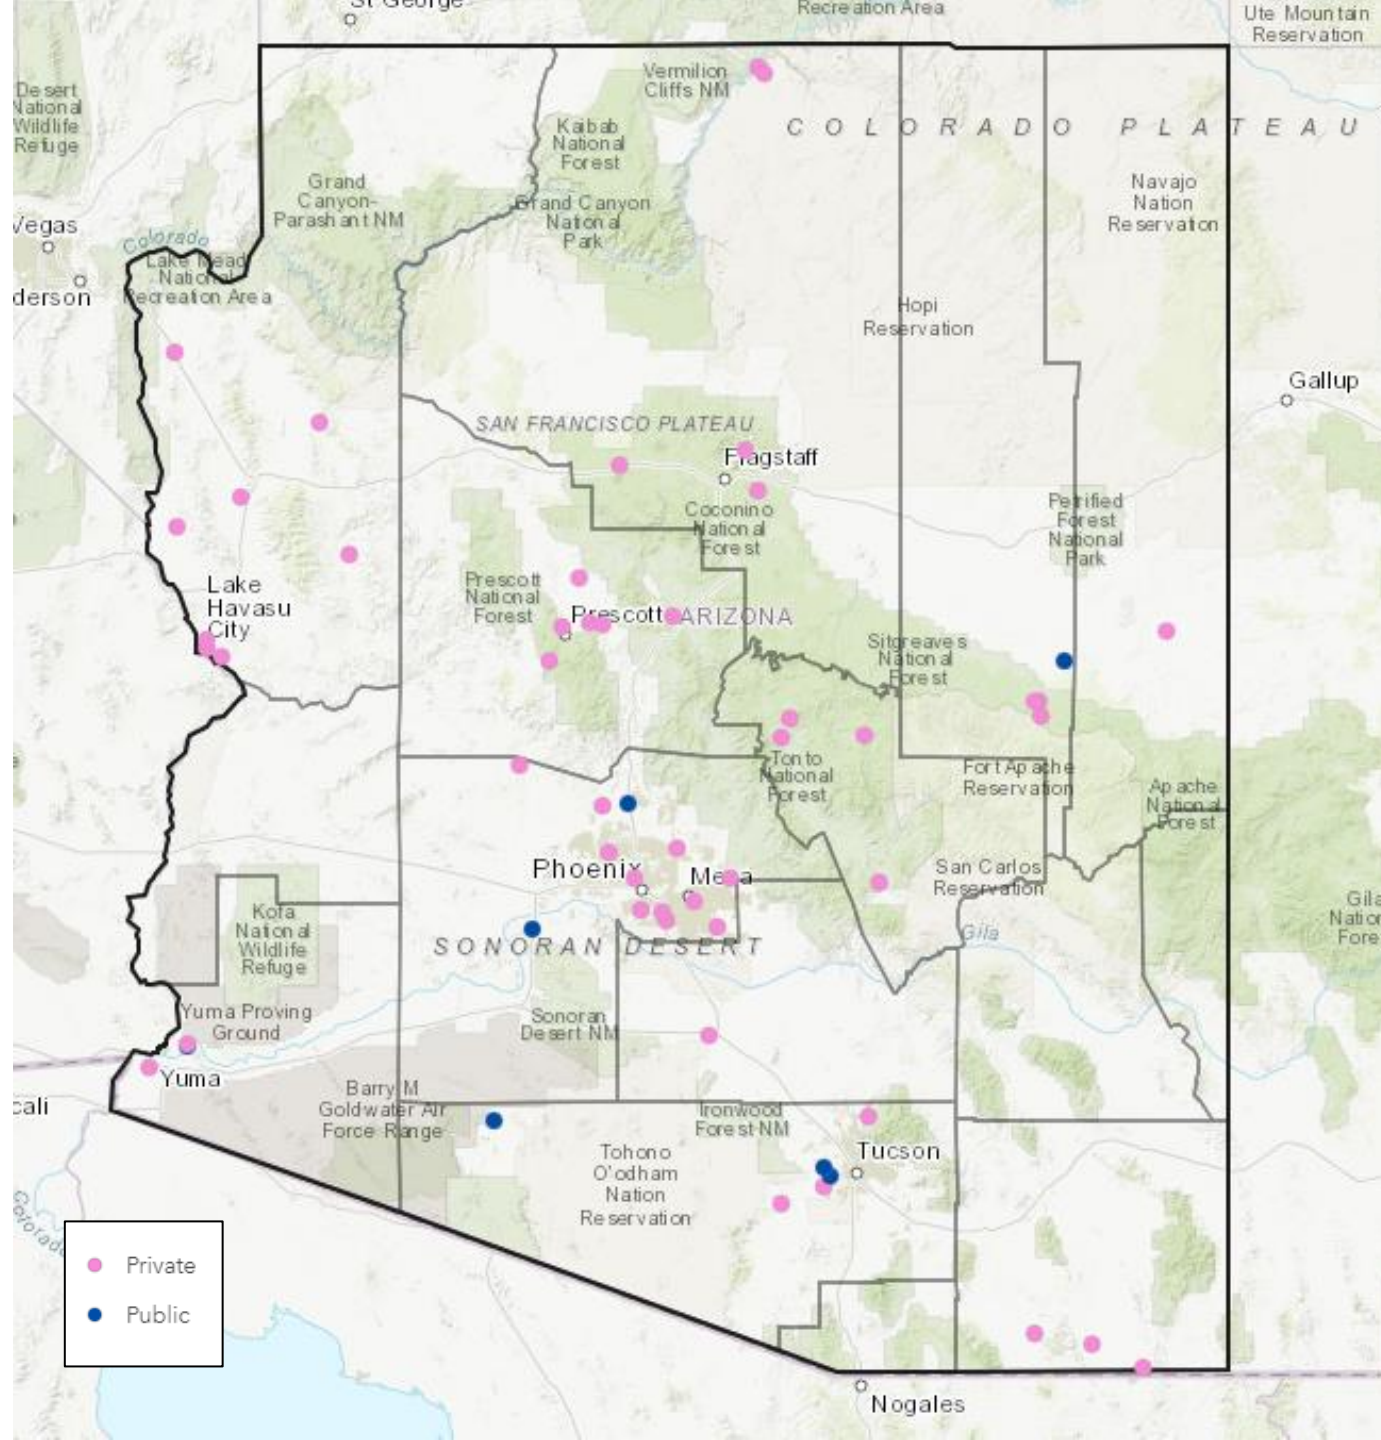 St George
Recreation Area
Ute Mountain
Reservation
Desert
National
Wildlife
Refuge
Vermilion
Cliffs NM
COLORADO PLATEAU
Kaibab
National
Forest
Grand
Canyon-
Parashant NM
Grand Canyon
National
Park
Navajo
Nation
Reservation
Vegas
Colorado
Lake Mead
National
Recreation Area
derson
Hopi
Reservation
Gallup
SAN FRANCISCO PLATEAU
Flagstaff
Coconino
National
Forest
Petrified
Forest
National
Park
Lake
Havasu
City
Prescott
National
Forest
Prescott
ARIZONA
Sitgreaves
National
Forest
Tonto
National
Forest
Fort Apache
Reservation
Apache
National
Forest
Phoenix
Mesa
San Carlos
Reservation
Kofa
National
Wildlife
Refuge
SONORAN DESERT
Gila
Gila
Nation
Fore
Yuma Proving
Ground
Sonoran
Desert NM
Yuma
cali
Barry M
Goldwater Air
Force Range
Ironwood
Forest NM
Tohono
O'odham
Nation
Reservation
Tucson
Colorado
Private
Public
Nogales